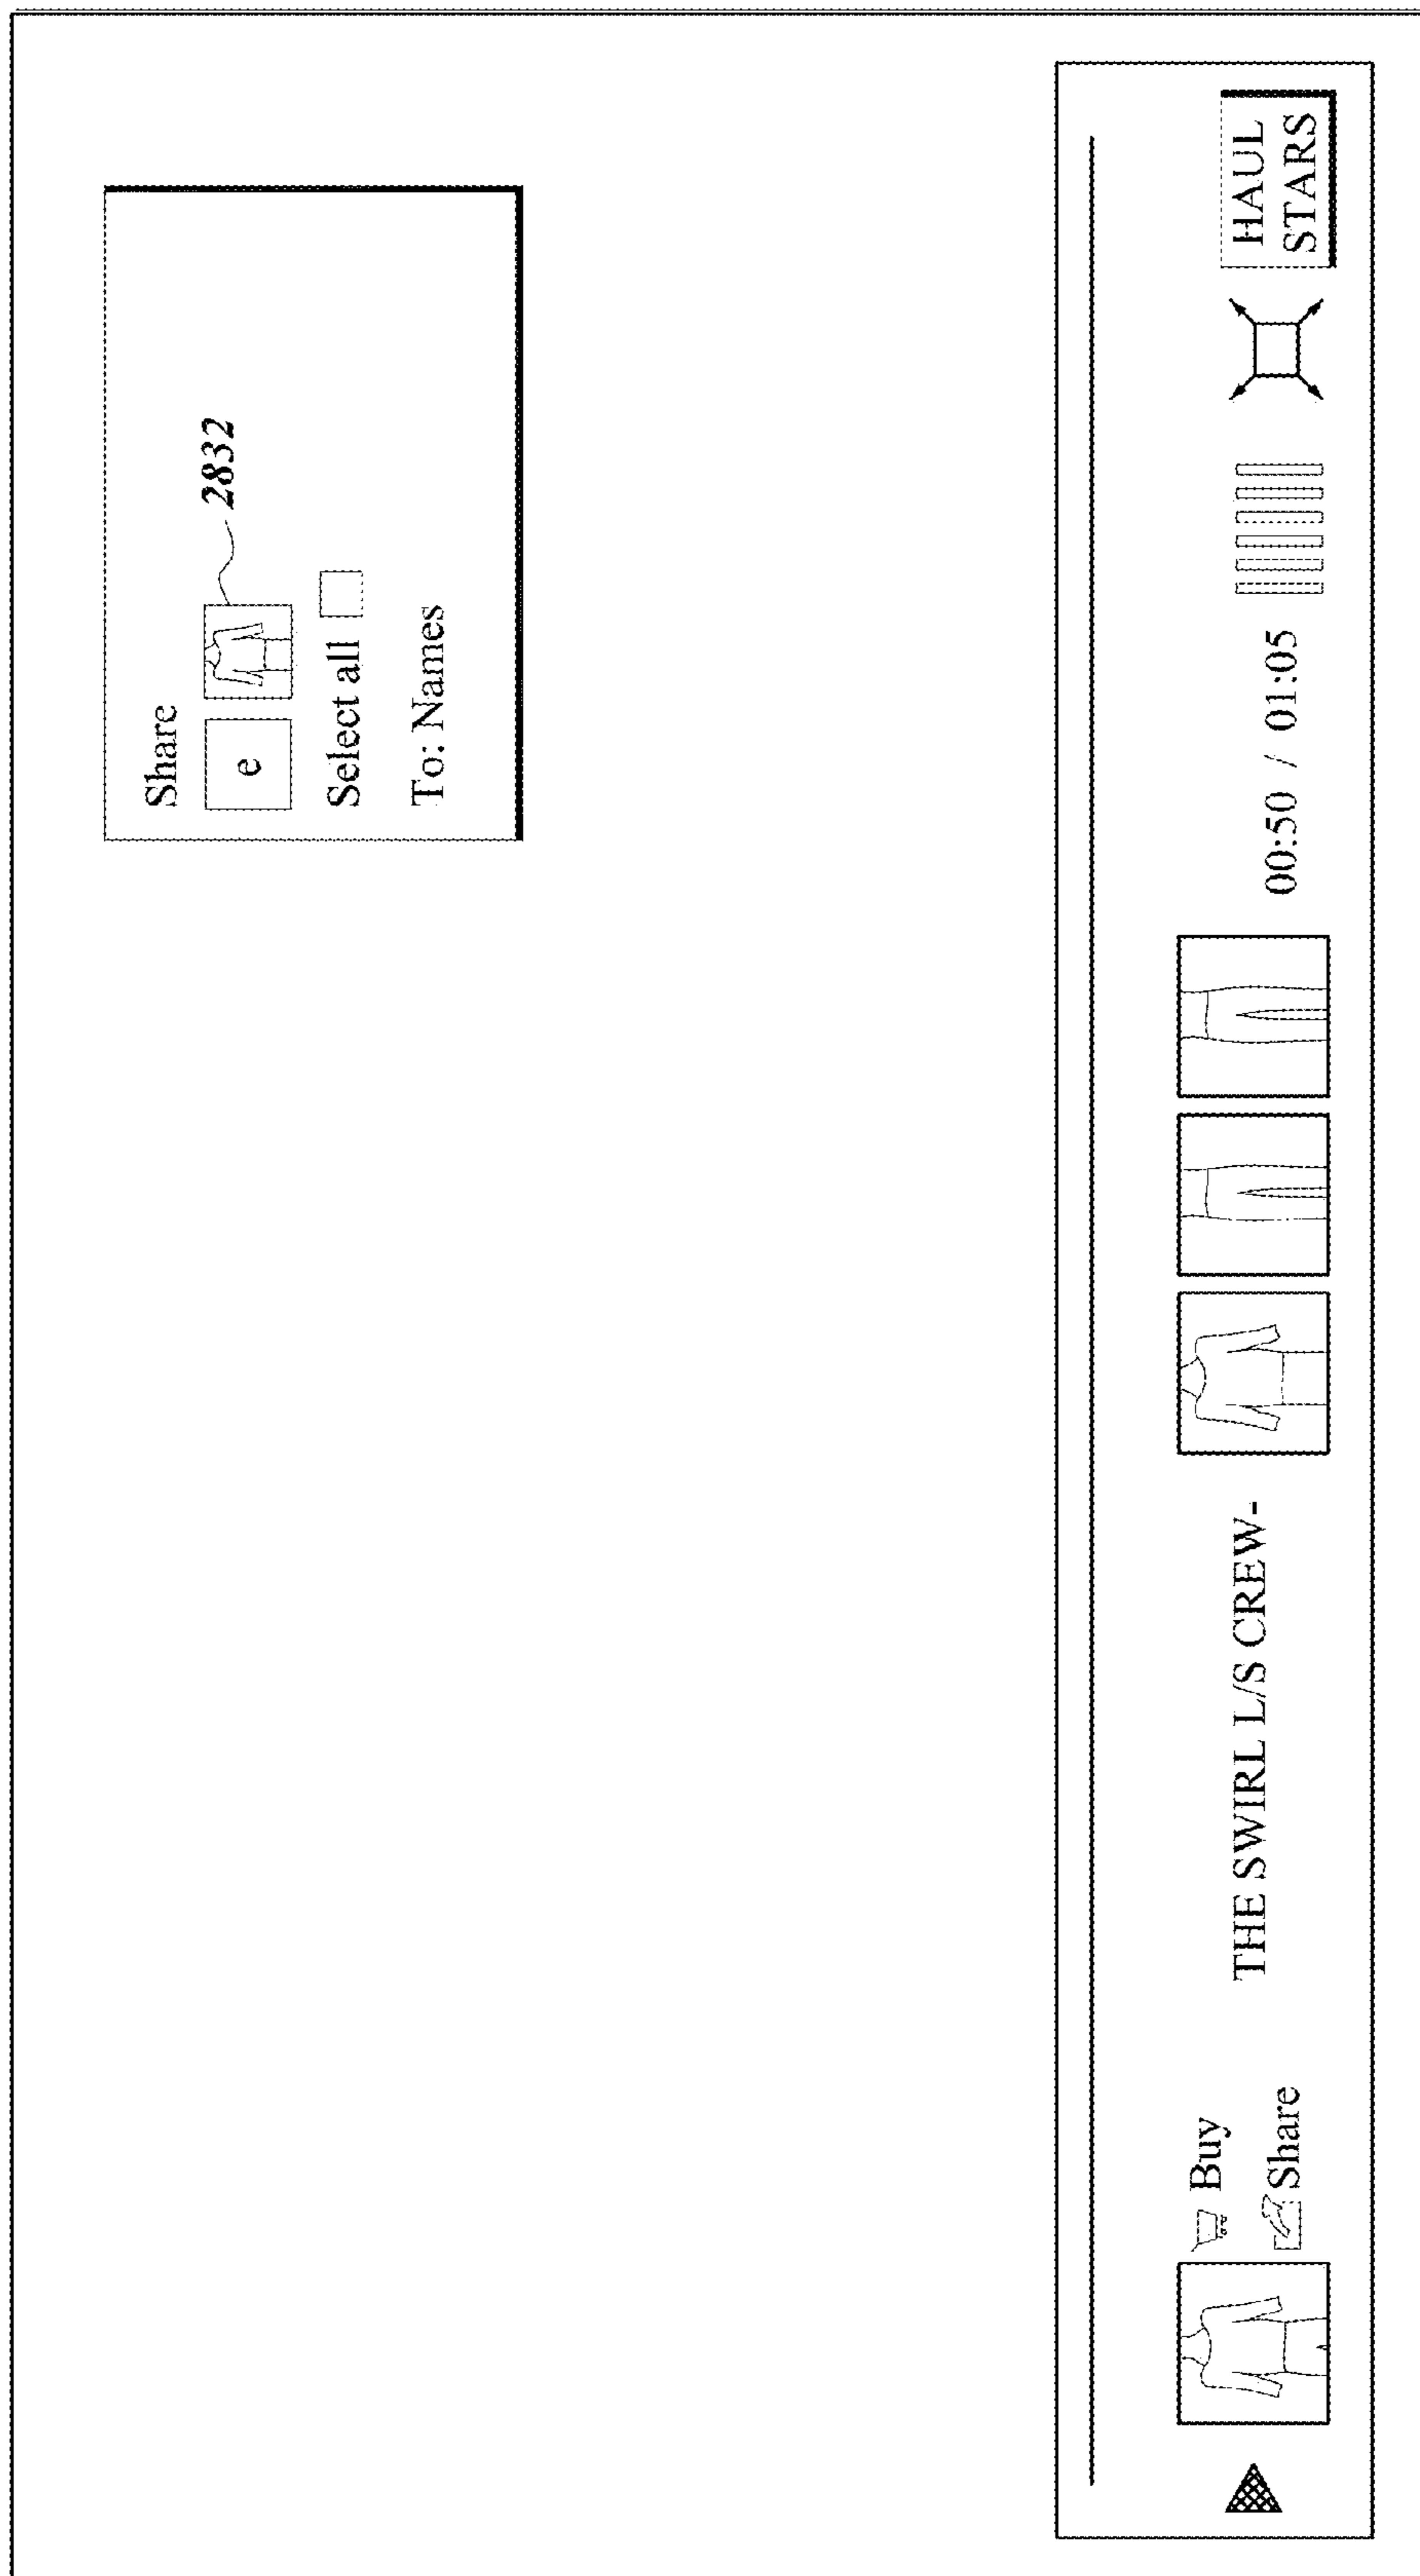 Share
e
2832
Select all
To: Names
Buy
Share
THE SWIRL L/S CREW-
00:50 / 01:05
HAUL
STARS